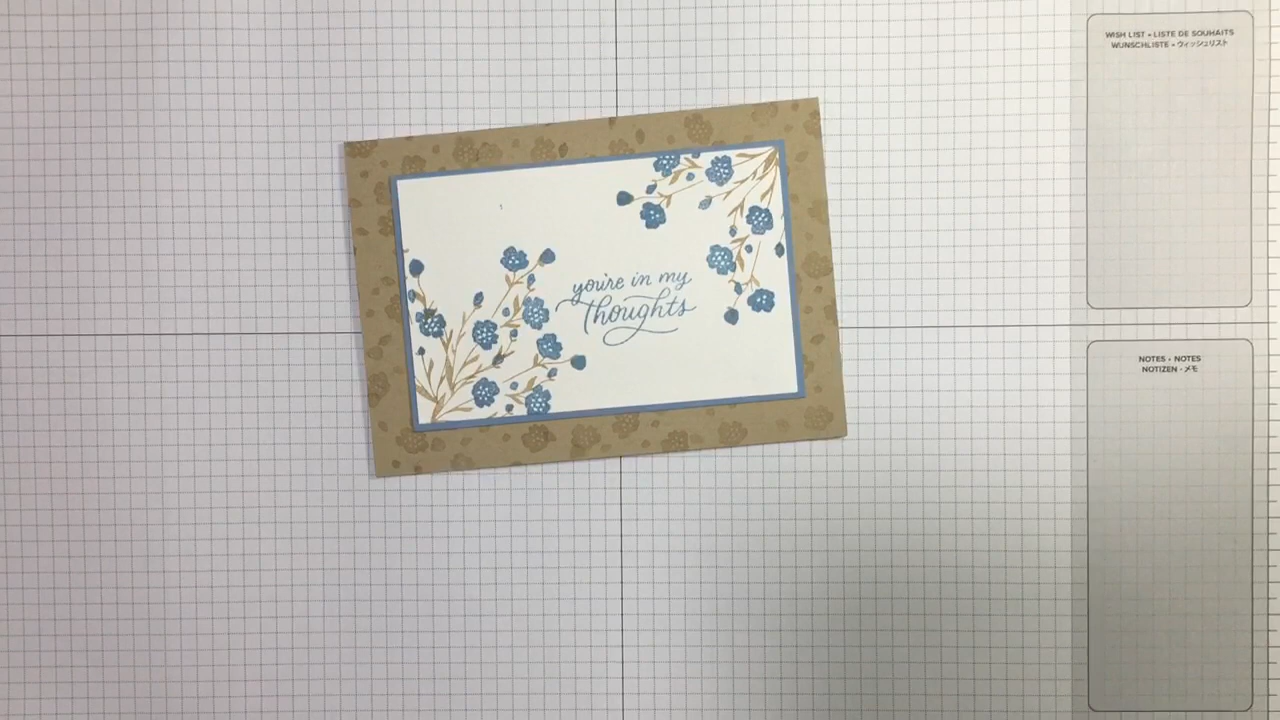 WISH LIST • LISTE DE SOUHAITS
WUNSCHLISTE • ウィッシュリスト
you're in my
thoughts
NOTES • NOTES
NOTIZEN • メモ